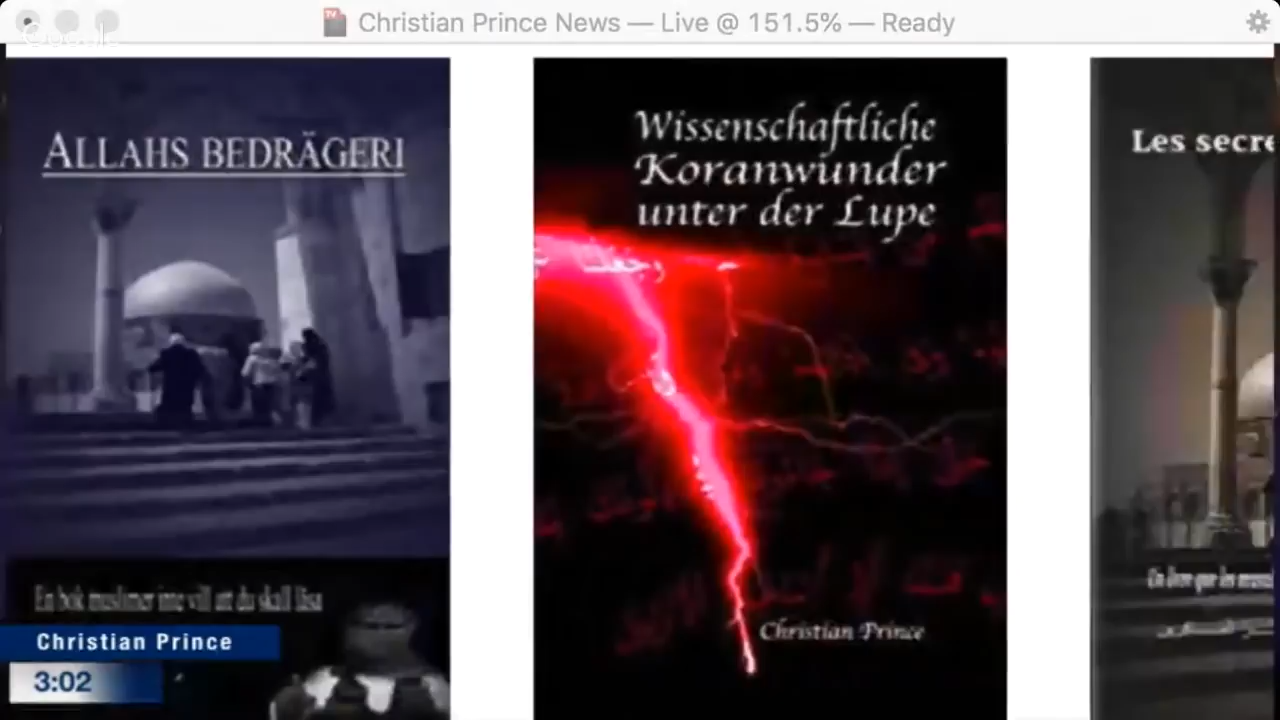 Christian Prince News — Live @ 151.5% — Ready
Google
ALLAHS BEDRÄGERI
En bok muslimer inte vill att du skall läsa
Christian Prince
3:02
Wissenschaftliche
Koranwunder
unter der Lupe
Christian Prince
Les secre